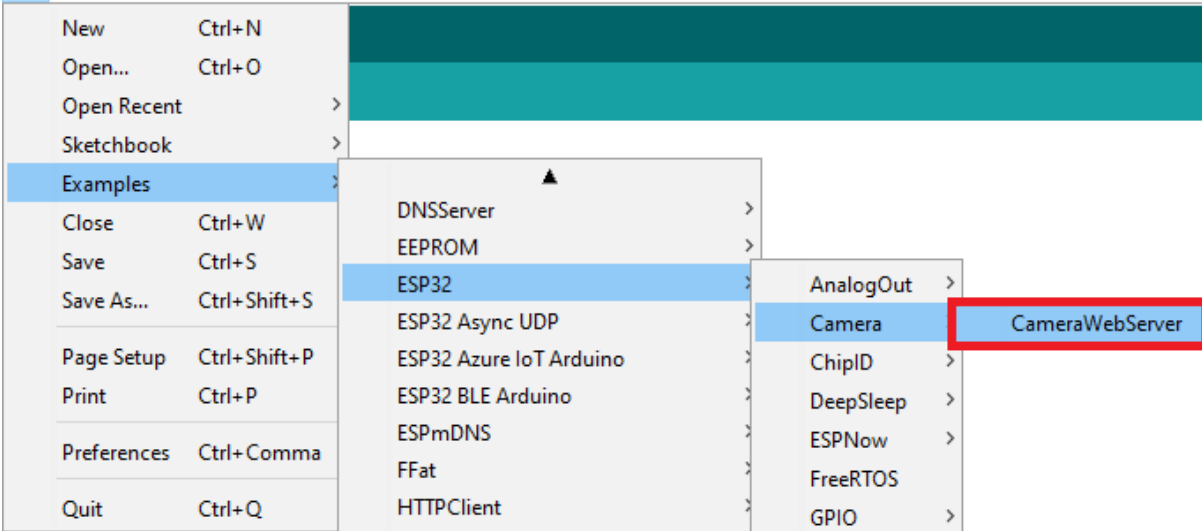 New Ctrl+N
Open... Ctrl+O
Open Recent
Sketchbook
Examples
Close Ctrl+W
Save Ctrl+S
Save As... Ctrl+Shift+S
Page Setup Ctrl+Shift+P
Print Ctrl+P
Preferences Ctrl+Comma
Quit Ctrl+Q
DNSServer
EEPROM
ESP32
ESP32 Async UDP
ESP32 Azure IoT Arduino
ESP32 BLE Arduino
ESPmDNS
FFat
HTTPClient
AnalogOut
Camera
ChipID
DeepSleep
ESPNow
FreeRTOS
GPIO
CameraWebServer